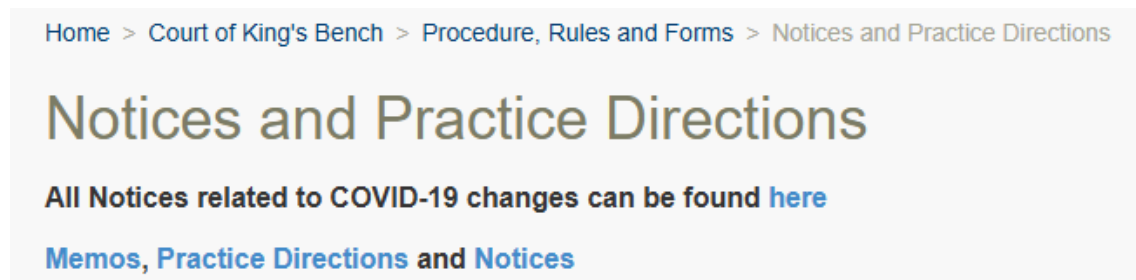 Home > Court of King's Bench > Procedure, Rules and Forms > Notices and Practice Directions
Notices and Practice Directions
All Notices related to COVID-19 changes can be found here
Memos, Practice Directions and Notices